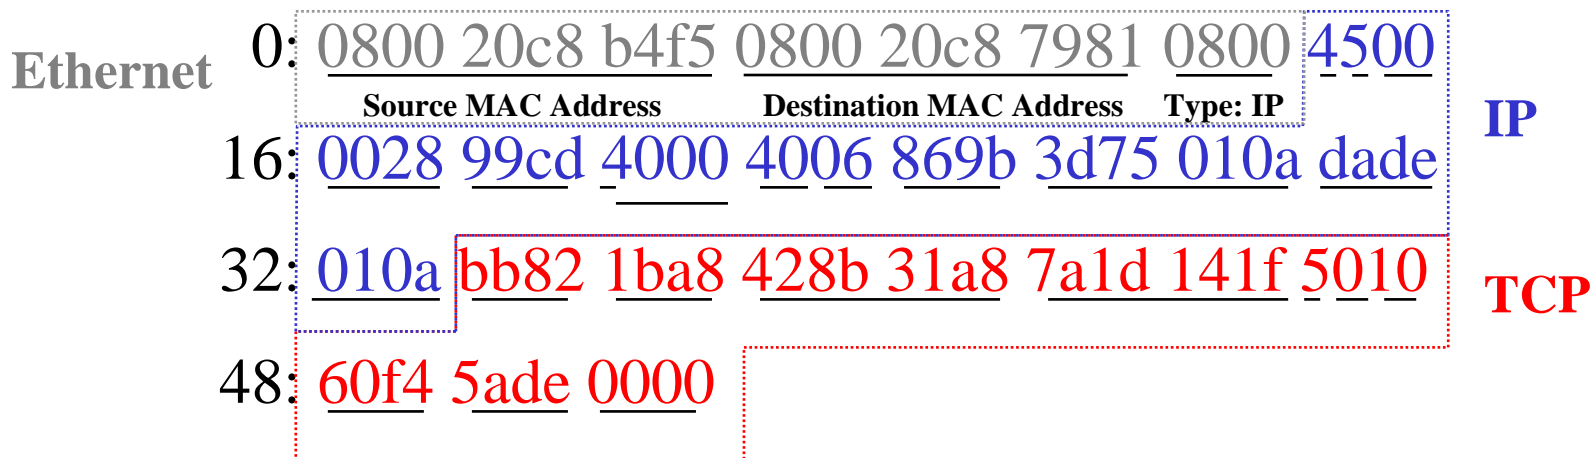 Ethernet 0: 0800 20c8 b4f5 0800 20c8 7981 0800 4500
Source MAC Address Destination MAC Address Type: IP IP
16: 0028 99cd 4000 4006 869b 3d75 010a dade
32: 010a bb82 1ba8 428b 31a8 7a1d 141f 5010 TCP
48: 60f4 5ade 0000